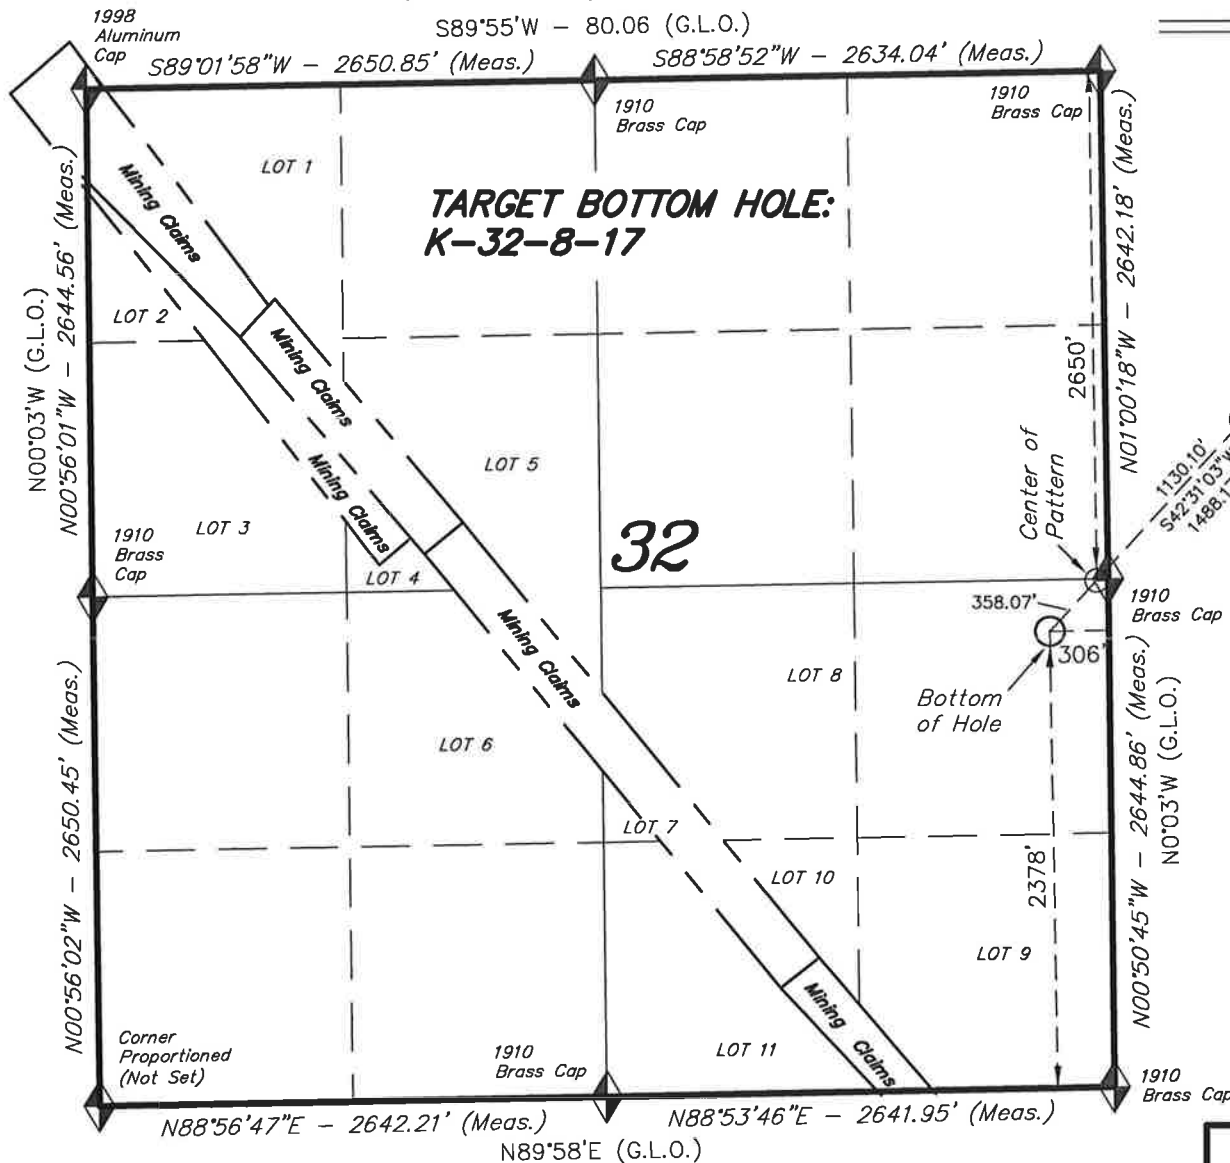 S89°55'W - 80.06 (G.L.O.)
1998
Aluminum
Cap
S89°01'58"W - 2650.85' (Meas.)
S88°58'52"W - 2634.04' (Meas.)
1910
Brass Cap
1910
Brass Cap
LOT 1
Mining Claims
TARGET BOTTOM HOLE:
K-32-8-17
N00°03'W (G.L.O.)
N00°56'01"W - 2644.56' (Meas.)
N01°00'18"W - 2642.18' (Meas.)
2650'
LOT 2
Mining Claims
Mining Claims
LOT 5
LOT 3
LOT 4
1910
Brass
Cap
32
Center of
Pattern
1130.10'
S42°31'03"W
358.07'
1910
Brass Cap
306'
Mining Claims
LOT 8
Bottom
of Hole
LOT 6
N00°56'02"W - 2650.45' (Meas.)
N00°50'45"W - 2644.86' (Meas.)
N0°03'W (G.L.O.)
LOT 7
LOT 10
2378'
LOT 9
Mining Claims
LOT 11
Corner
Proportioned
(Not Set)
1910
Brass Cap
1910
Brass Cap
N88°56'47"E - 2642.21' (Meas.)
N88°53'46"E - 2641.95' (Meas.)
N89°58'E (G.L.O.)